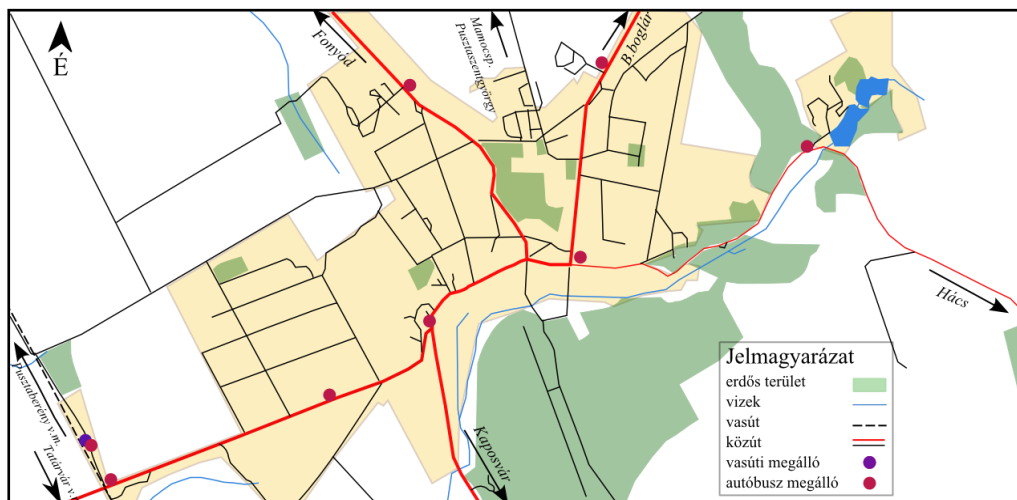 É
Fonyód
Mamocsp.
Pusztaszentgyörgy
B.boglár
Hács
Pusztaberény v.m.
Tatárvár v.
Kaposvár
Jelmagyarázat
erdős terület
vizek
vasút
közút
vasúti megálló
autóbusz megálló